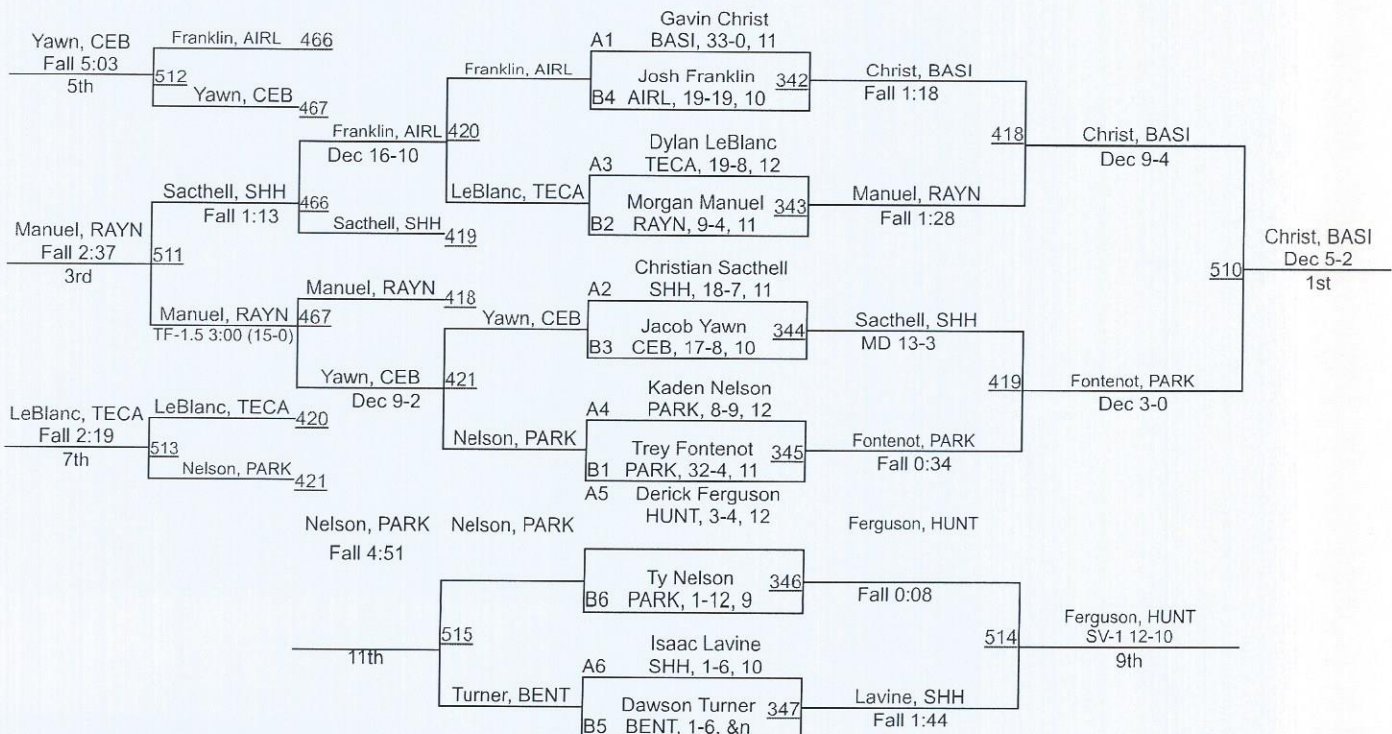 Yawn, CEB
Fall 5:03
5th
512
Franklin, AIRL 466
Yawn, CEB
467
Franklin, AIRL
420
Franklin, AIRL
Dec 16-10
LeBlanc, TECA
Sacthell, SHH
Fall 1:13
466
Sacthell, SHH
419
Manuel, RAYN
Fall 2:37
3rd
511
Manuel, RAYN
TF-1.5 3:00 (15-0)
467
Manuel, RAYN
418
Yawn, CEB
Dec 9-2
421
Yawn, CEB
Nelson, PARK
LeBlanc, TECA
Fall 2:19
7th
513
LeBlanc, TECA
420
Nelson, PARK
421
Gavin Christ
A1 BASI, 33-0, 11
Josh Franklin 342
B4 AIRL, 19-19, 10
Dylan LeBlanc
A3 TECA, 19-8, 12
Morgan Manuel 343
B2 RAYN, 9-4, 11
Christian Sacthell
A2 SHH, 18-7, 11
Jacob Yawn 344
B3 CEB, 17-8, 10
Kaden Nelson
A4 PARK, 8-9, 12
Trey Fontenot 345
B1 PARK, 32-4, 11
A5 Derick Ferguson
HUNT, 3-4, 12
Christ, BASI
Fall 1:18
418
Manuel, RAYN
Fall 1:28
Christ, BASI
Dec 9-4
Sacthell, SHH
MD 13-3
419
Fontenot, PARK
Fall 0:34
Fontenot, PARK
Dec 3-0
510
Christ, BASI
Dec 5-2
1st
Nelson, PARK Nelson, PARK
Fall 4:51
Ferguson, HUNT
Ty Nelson 346
B6 PARK, 1-12, 9
Fall 0:08
515
11th
Isaac Lavine
A6 SHH, 1-6, 10
Turner, BENT
Dawson Turner 347
B5 BENT, 1-6, &n
Lavine, SHH
Fall 1:44
514
Ferguson, HUNT
SV-1 12-10
9th